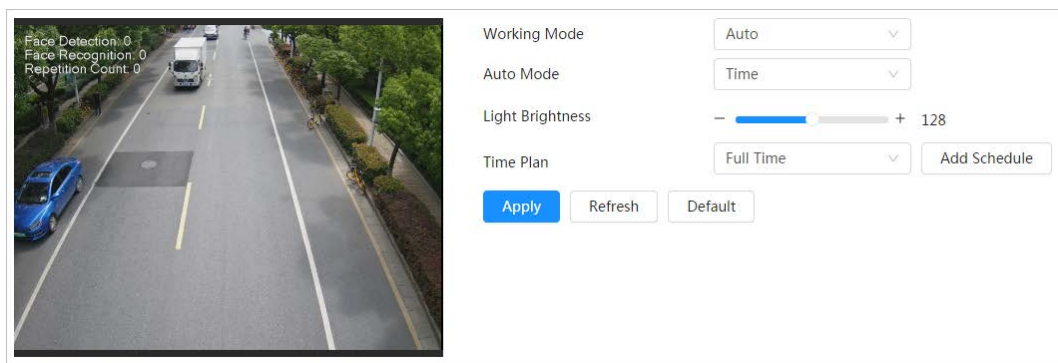 Face Detection: 0
Face Recognition: 0
Repetition Count: 0
Working Mode Auto
Auto Mode Time
Light Brightness − + 128
Time Plan Full Time Add Schedule
Apply Refresh Default